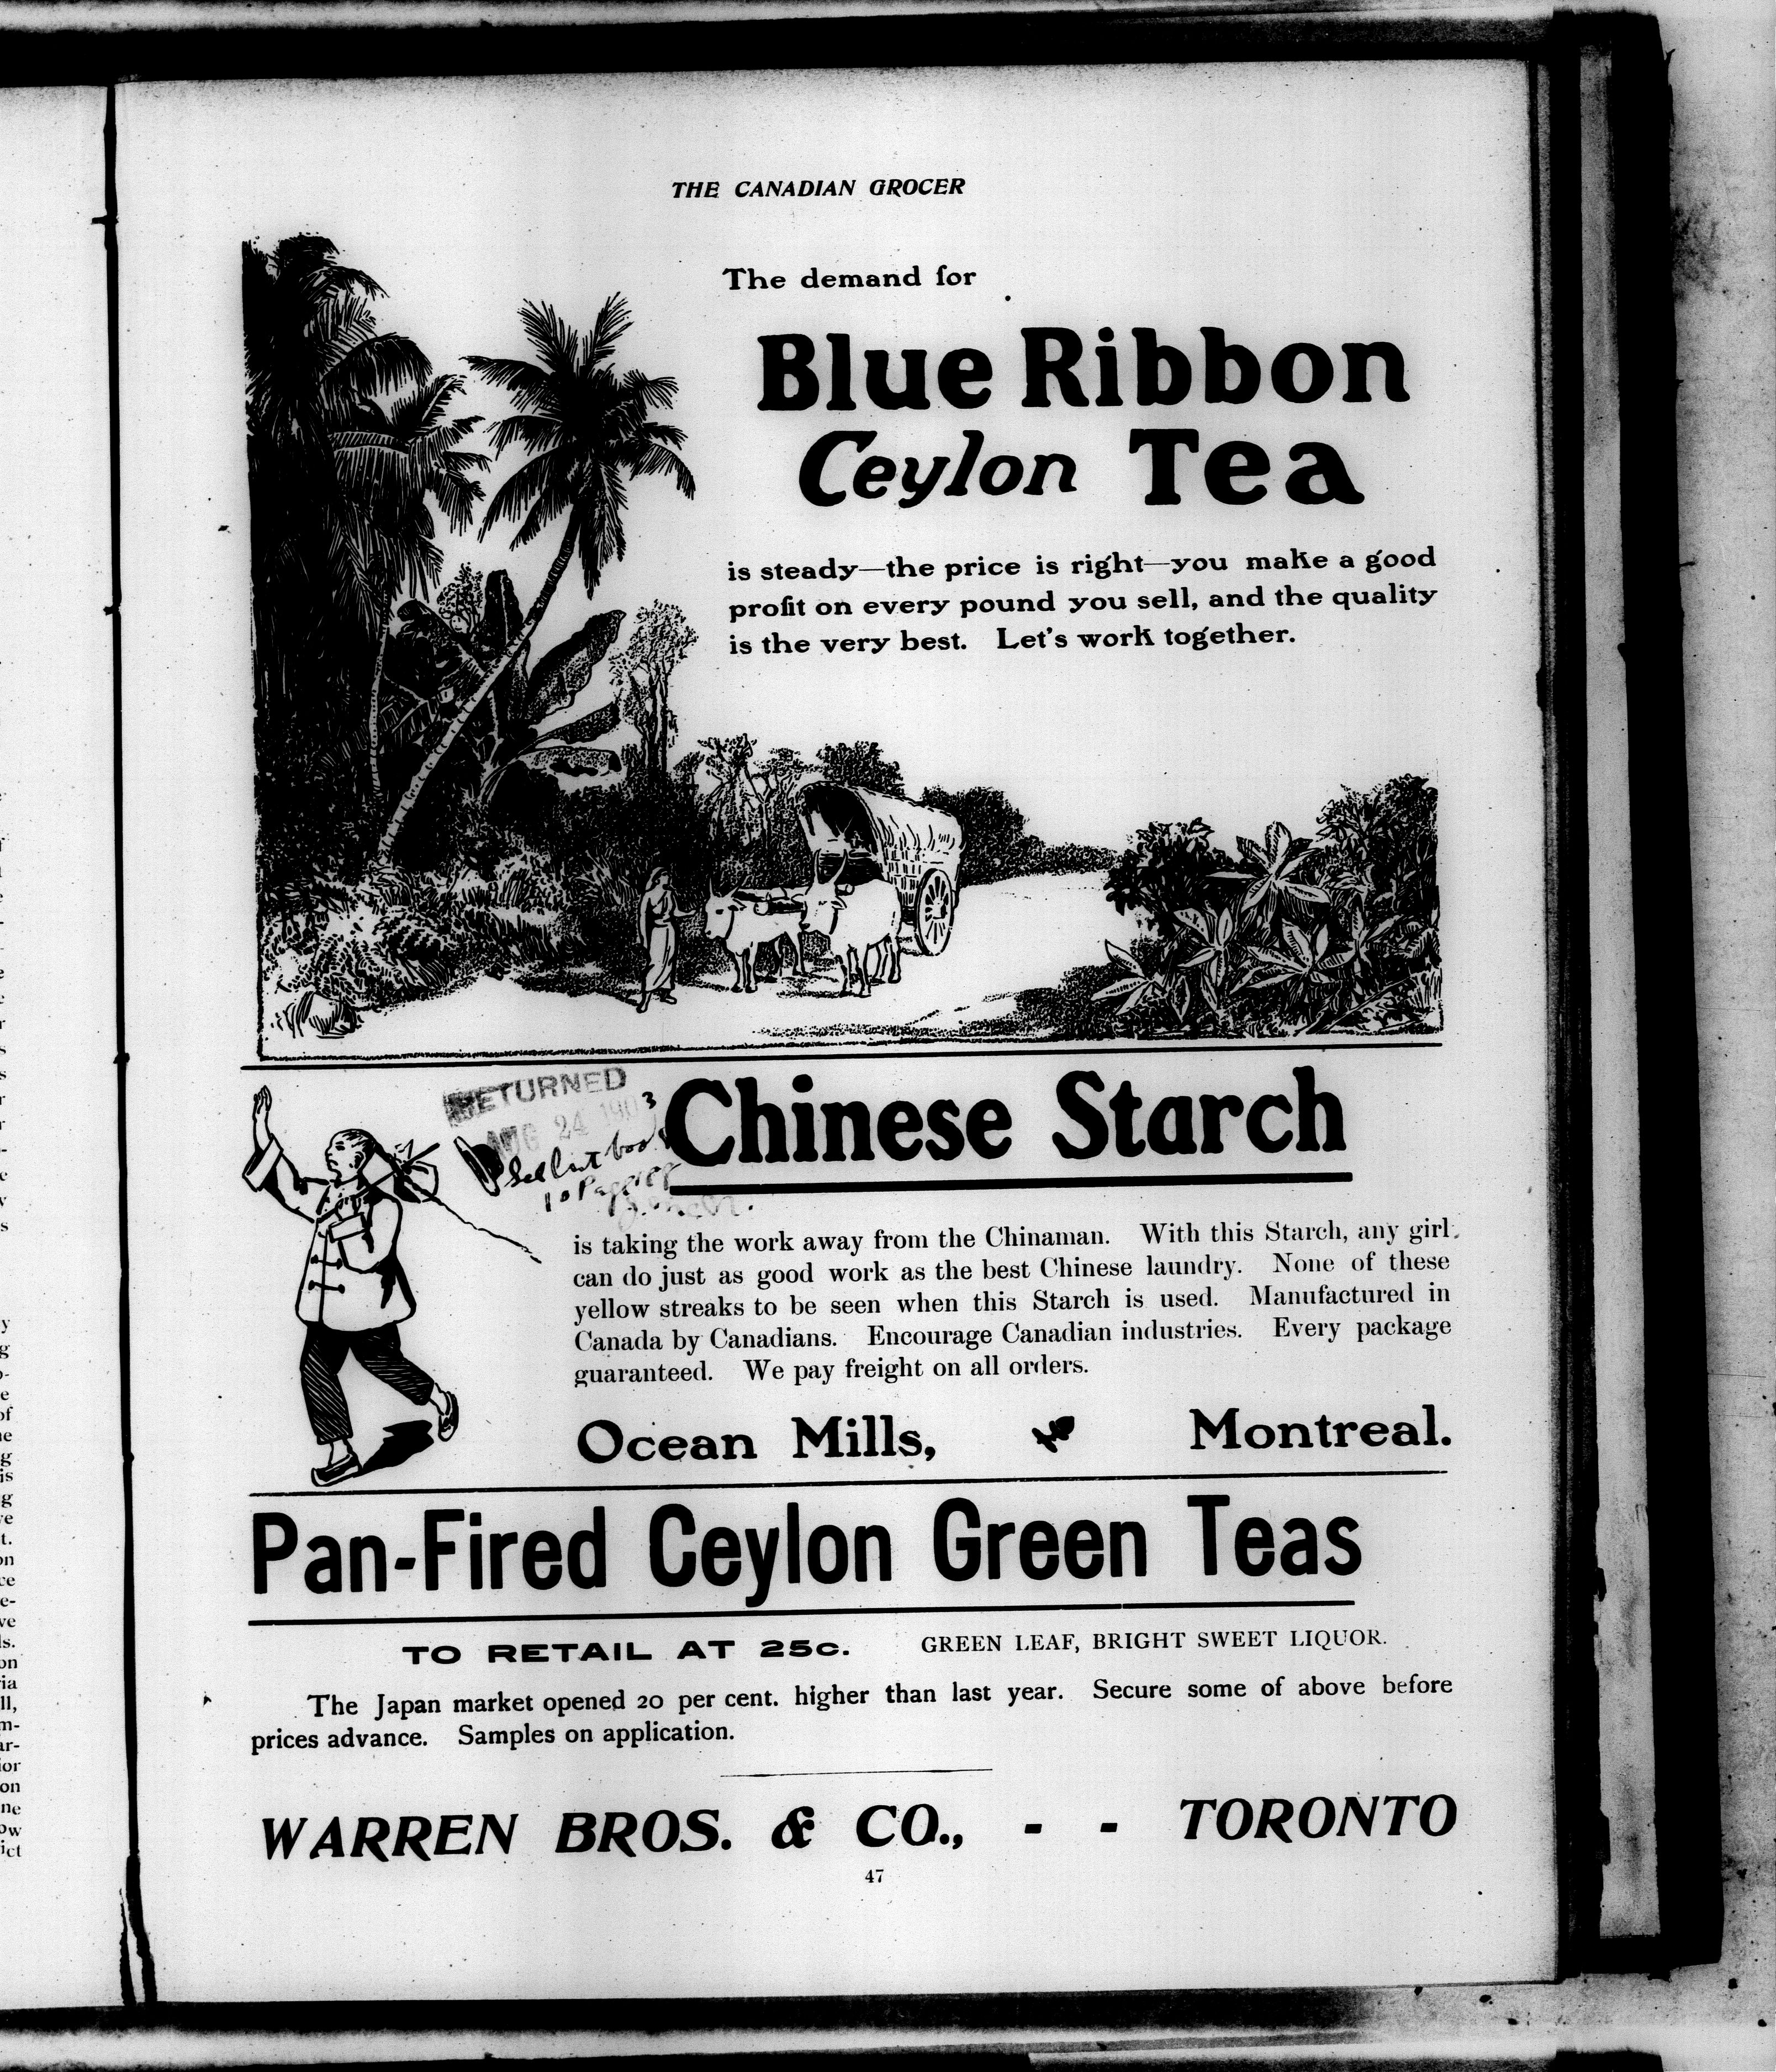 THE CANADIAN GROCER
The demand for
Blue Ribbon
Ceylon Tea
is steady—the price is right—you make a good
profit on every pound you sell, and the quality
is the very best. Let's work together.
RETURNED
AUG 24 1903
Chinese Starch
is taking the work away from the Chinaman. With this Starch, any girl
can do just as good work as the best Chinese laundry. None of these
yellow streaks to be seen when this Starch is used. Manufactured in
Canada by Canadians. Encourage Canadian industries. Every package
guaranteed. We pay freight on all orders.
Ocean Mills, Montreal.
Pan-Fired Ceylon Green Teas
TO RETAIL AT 25c. GREEN LEAF, BRIGHT SWEET LIQUOR.
The Japan market opened 20 per cent. higher than last year. Secure some of above before
prices advance. Samples on application.
WARREN BROS. & CO., - - TORONTO
47